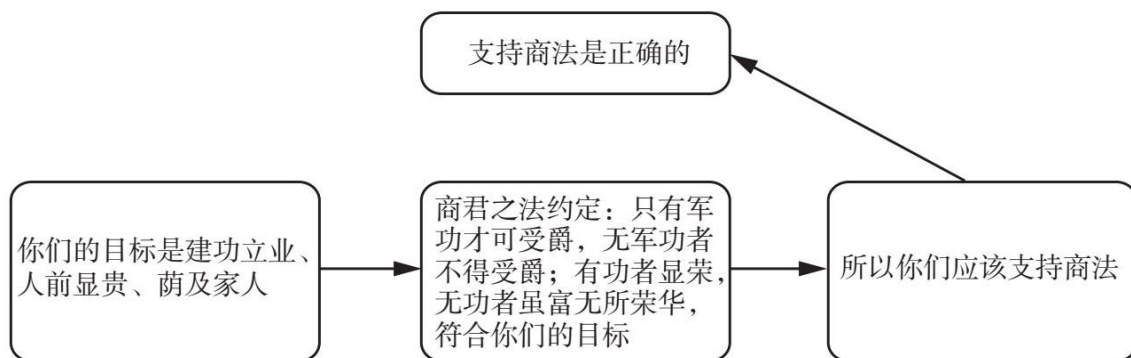 支持商法是正确的
你们的目标是建功立业、
人前显贵、荫及家人
商君之法约定：只有军
功才可受爵，无军功者
不得受爵；有功者显荣，
无功者虽富无所荣华，
符合你们的目标
所以你们应该支持商法